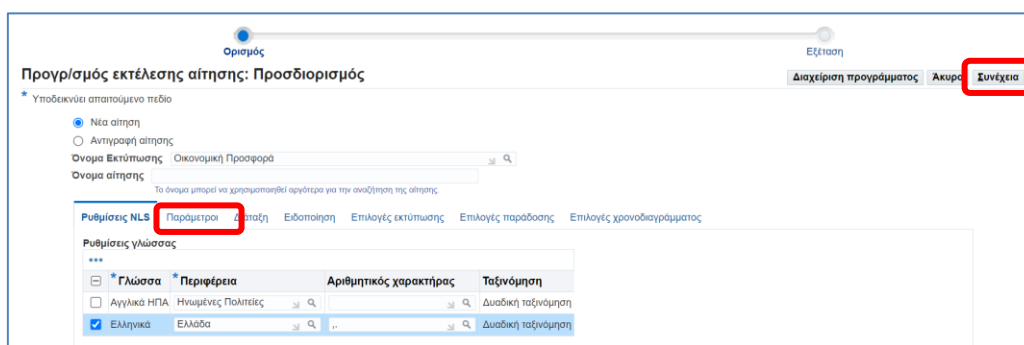 Ορισμός
Εξέταση
Προγρ/σμός εκτέλεσης αίτησης: Προσδιορισμός
Διαχείριση προγράμματος Άκυρο Συνέχεια
* Υποδεικνύει απαιτούμενο πεδίο
Νέα αίτηση
Αντιγραφή αίτησης
Όνομα Εκτύπωσης Οικονομική Προσφορά
Όνομα αίτησης
Το όνομα μπορεί να χρησιμοποιηθεί αργότερα για την αναζήτηση της αίτησης.
Ρυθμίσεις NLS Παράμετροι Διάταξη Ειδοποίηση Επιλογές εκτύπωσης Επιλογές παράδοσης Επιλογές χρονοδιαγράμματος
Ρυθμίσεις γλώσσας
* Γλώσσα * Περιφέρεια Αριθμητικός χαρακτήρας Ταξινόμηση
Αγγλικά ΗΠΑ Ηνωμένες Πολιτείες Δυαδική ταξινόμηση
Ελληνικά Ελλάδα ,. Δυαδική ταξινόμηση